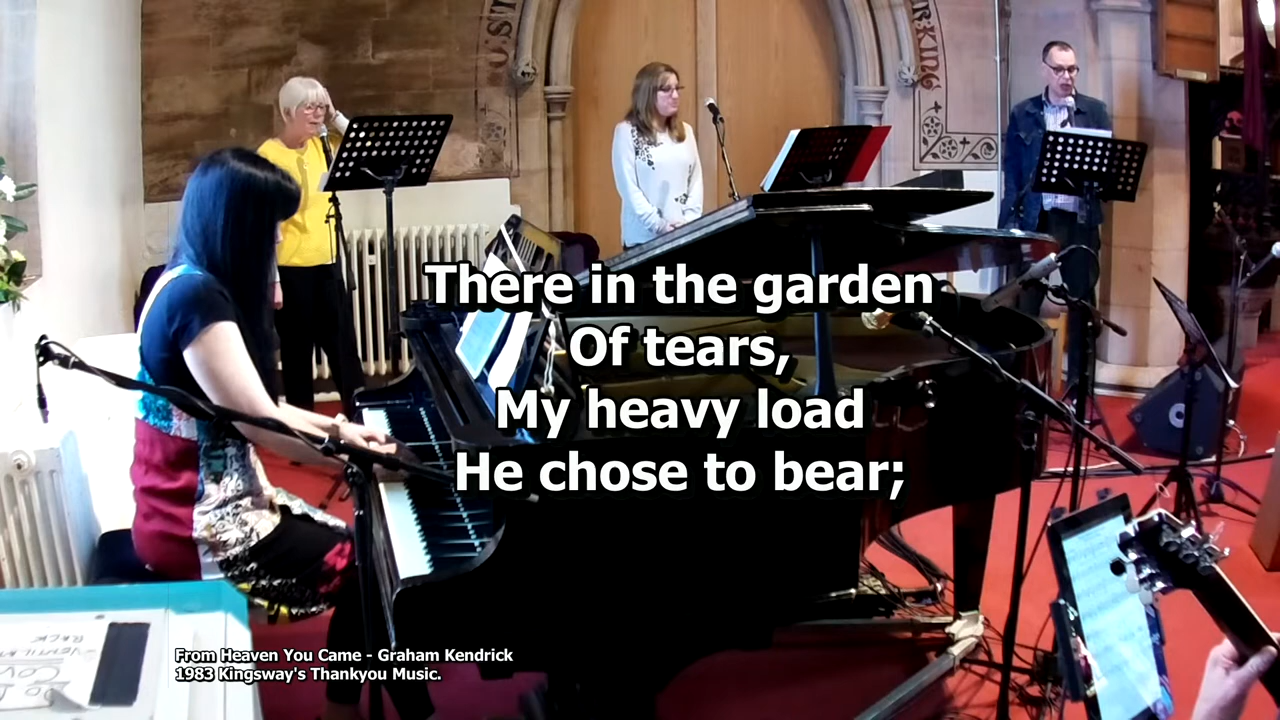 There in the garden
Of tears,
My heavy load
He chose to bear;
From Heaven You Came - Graham Kendrick
1983 Kingsway's Thankyou Music.